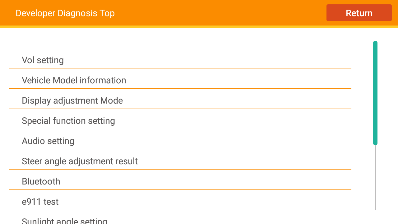 Developer Diagnosis Top
Return
Vol setting
Vehicle Model information
Display adjustment Mode
Special function setting
Audio setting
Steer angle adjustment result
Bluetooth
e911 test
Sunlight angle setting